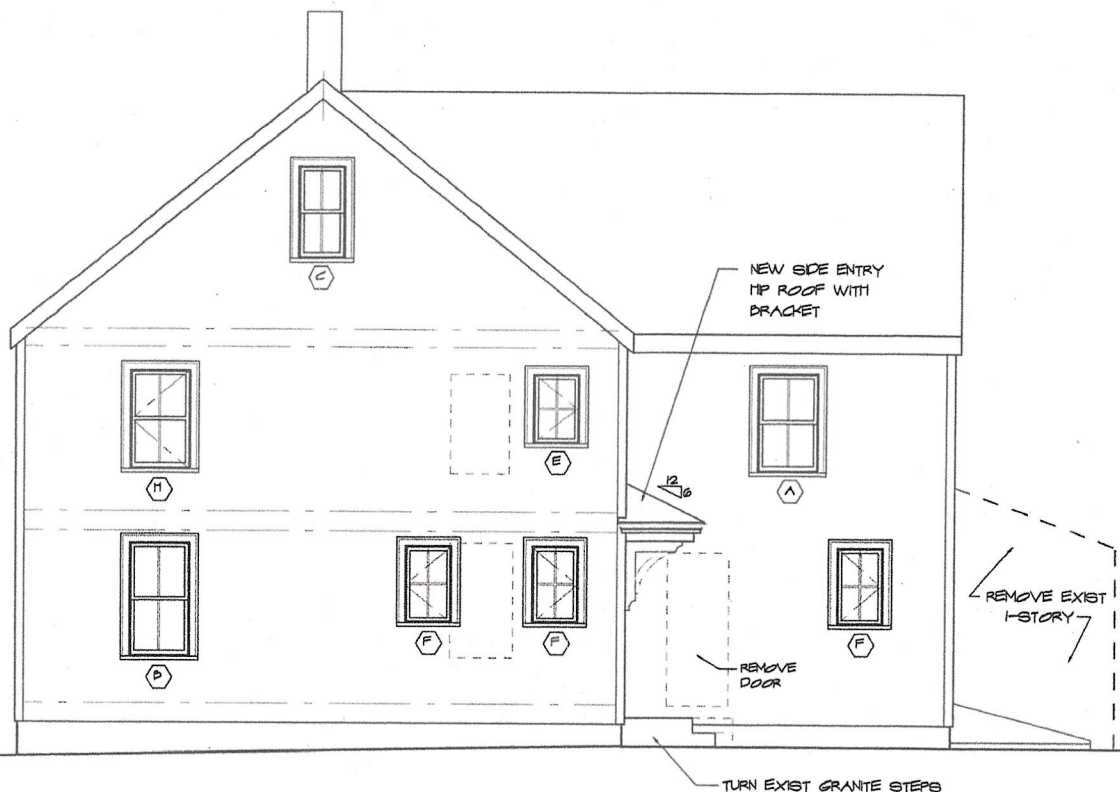 C
NEW SIDE ENTRY
HIP ROOF WITH
BRACKET
H
E
12
6
A
B
F
F
F
REMOVE EXIST
1-STORY
REMOVE
DOOR
TURN EXIST GRANITE STEPS